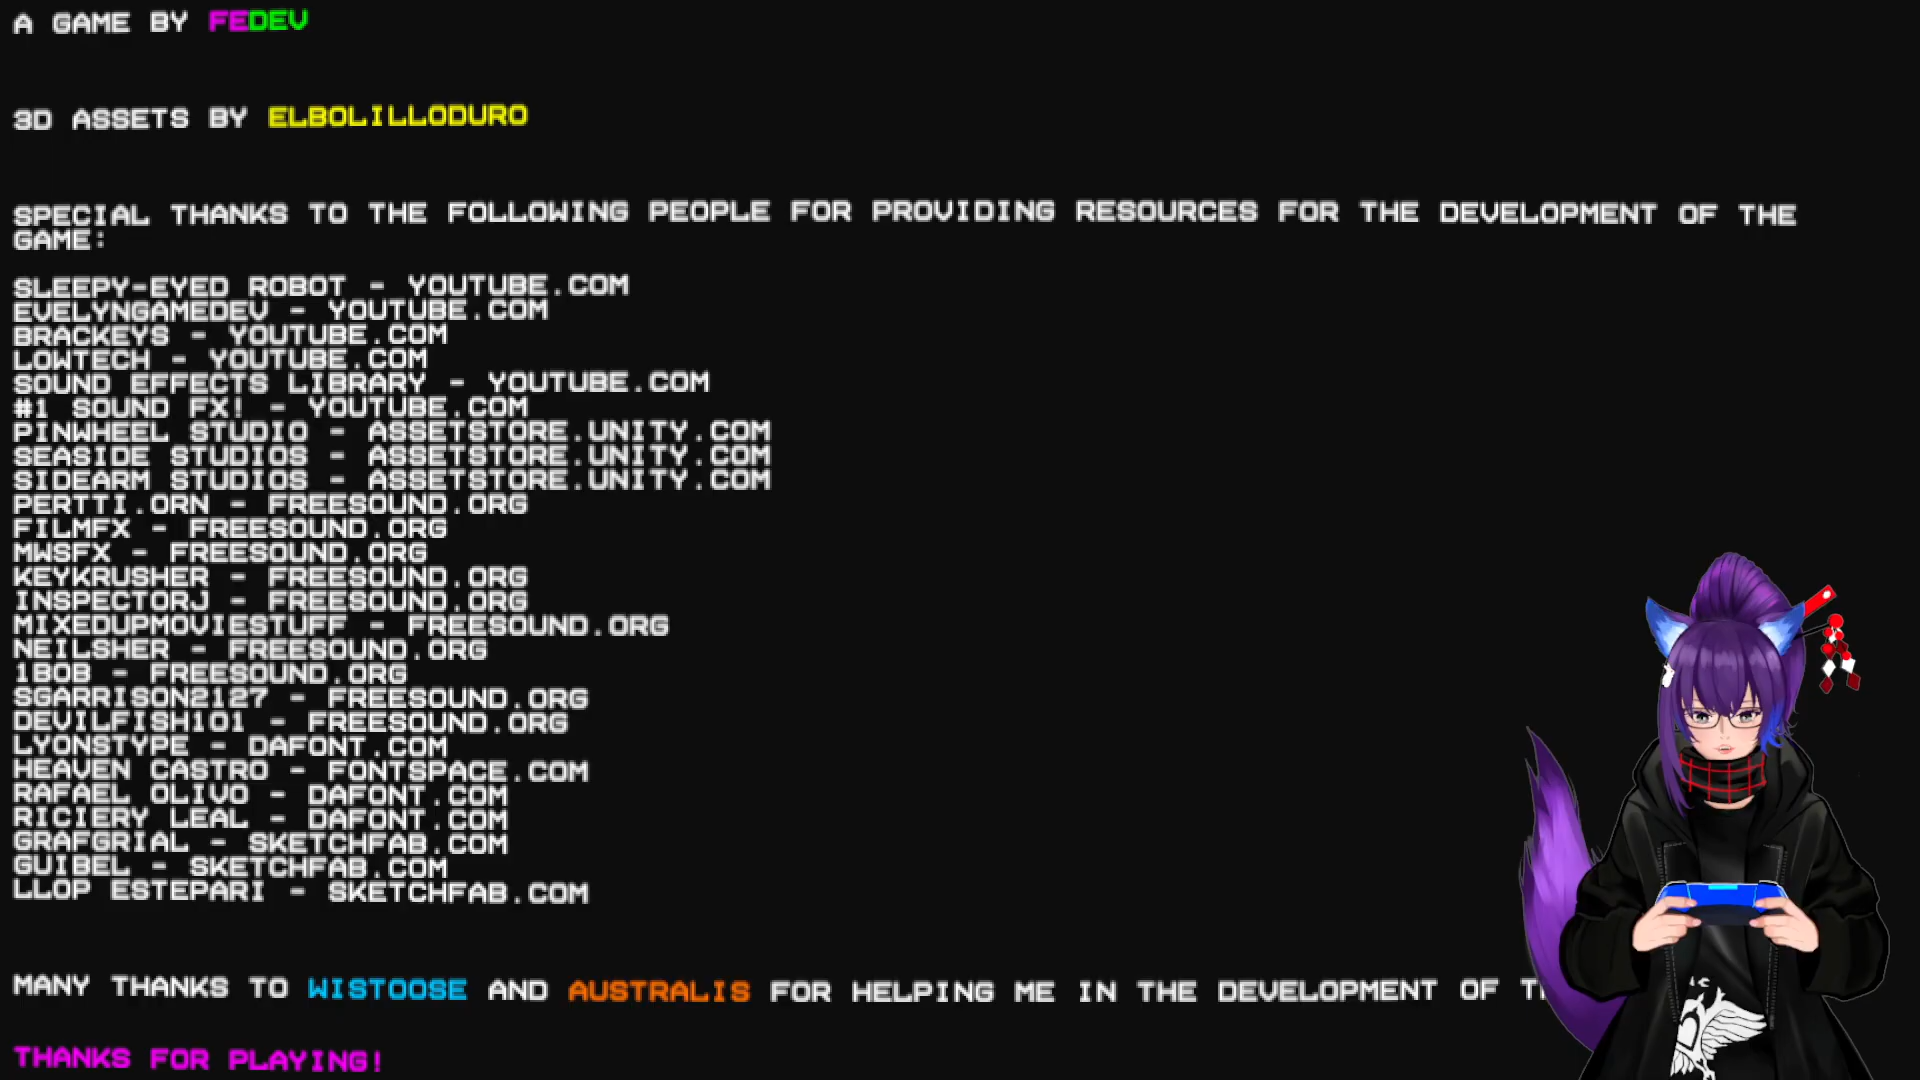 A GAME BY FEDEV
3D ASSETS BY ELBOLILLODURO
SPECIAL THANKS TO THE FOLLOWING PEOPLE FOR PROVIDING RESOURCES FOR THE DEVELOPMENT OF THE
GAME:
SLEEPY-EYED ROBOT - YOUTUBE.COM
EVELYNGAMEDEV - YOUTUBE.COM
BRACKEYS - YOUTUBE.COM
LOWTECH - YOUTUBE.COM
SOUND EFFECTS LIBRARY - YOUTUBE.COM
#1 SOUND FX! - YOUTUBE.COM
PINWHEEL STUDIO - ASSETSTORE.UNITY.COM
SEASIDE STUDIOS - ASSETSTORE.UNITY.COM
SIDEARM STUDIOS - ASSETSTORE.UNITY.COM
PERTTI.ORN - FREESOUND.ORG
FILMFX - FREESOUND.ORG
MWSFX - FREESOUND.ORG
KEYKRUSHER - FREESOUND.ORG
INSPECTORJ - FREESOUND.ORG
MIXEDUPMOVIESTUFF - FREESOUND.ORG
NEILSHER - FREESOUND.ORG
1BOB - FREESOUND.ORG
SGARRISON2127 - FREESOUND.ORG
DEVILFISH101 - FREESOUND.ORG
LYONSTYPE - DAFONT.COM
HEAVEN CASTRO - FONTSPACE.COM
RAFAEL OLIVO - DAFONT.COM
RICIERY LEAL - DAFONT.COM
GRAFGRIAL - SKETCHFAB.COM
GUIBEL - SKETCHFAB.COM
LLOP ESTEPARI - SKETCHFAB.COM
MANY THANKS TO WISTOOSE AND AUSTRALIS FOR HELPING ME IN THE DEVELOPMENT OF
THANKS FOR PLAYING!